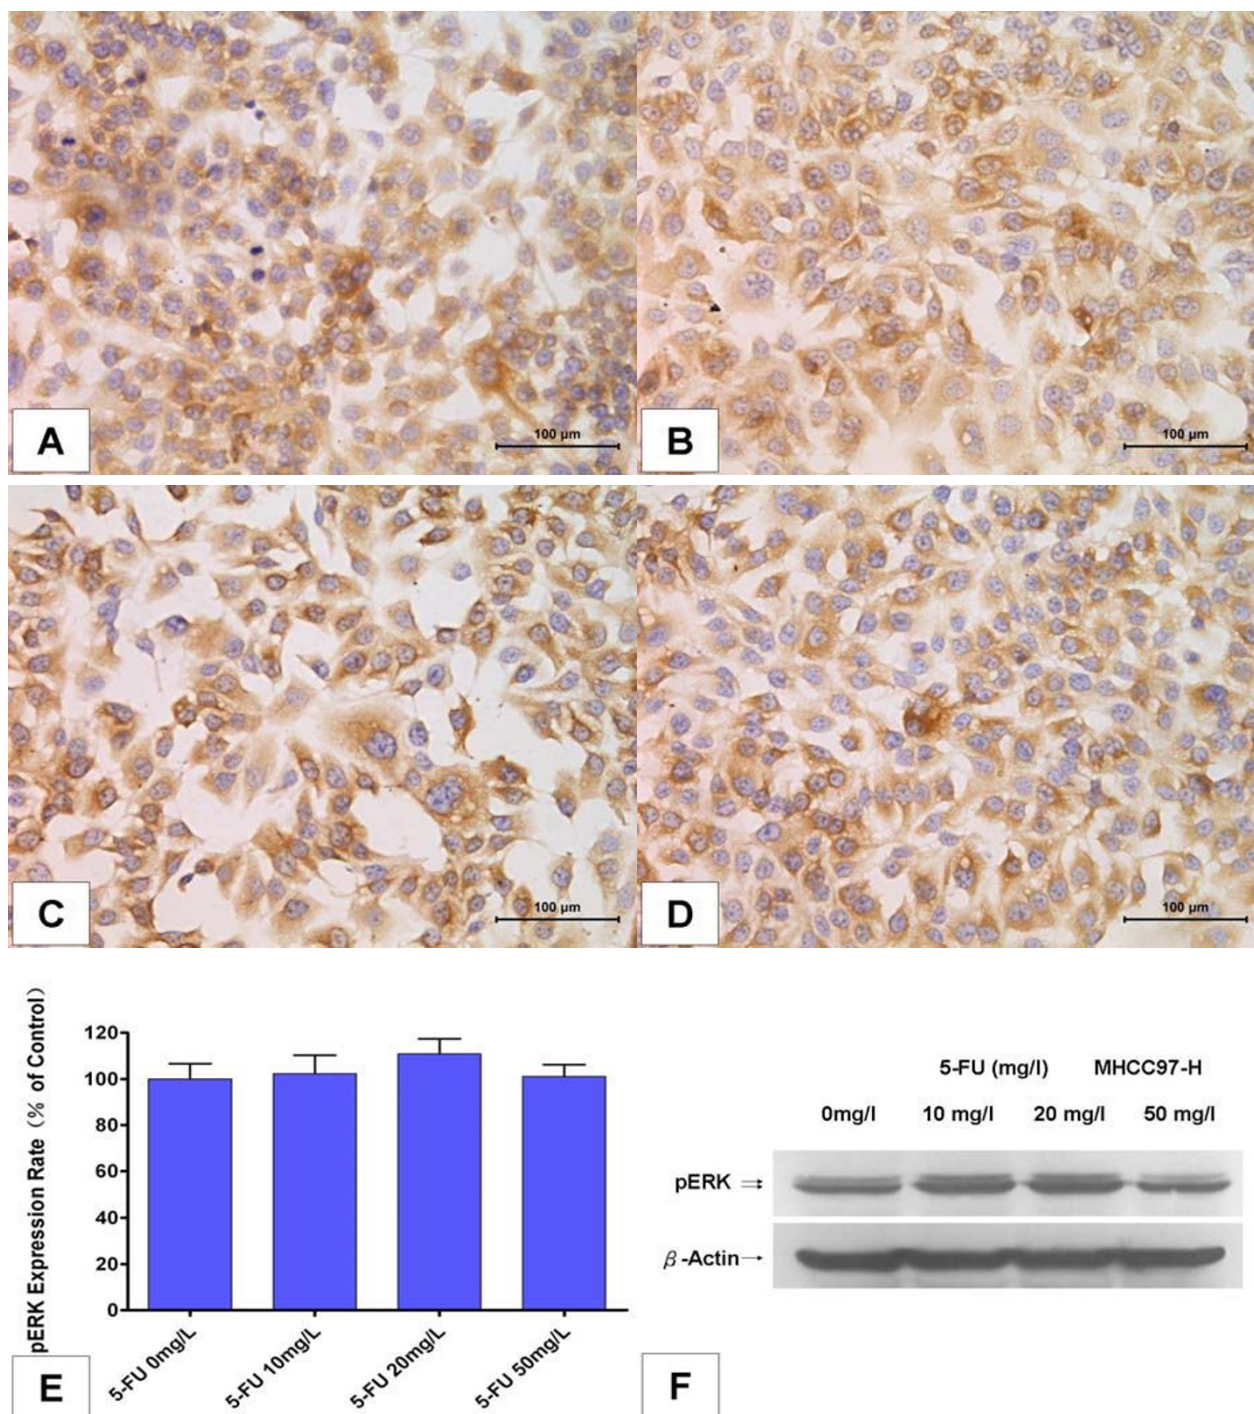 A
100 µm
B
100 µm
C
100 µm
D
100 µm
pERK Expression Rate (% of Control)
120
100
80
60
40
20
0
5-FU 0mg/L
5-FU 10mg/L
5-FU 20mg/L
5-FU 50mg/L
E
5-FU (mg/l) MHCC97-H
0mg/l 10 mg/l 20 mg/l 50 mg/l
pERK
β-Actin
F